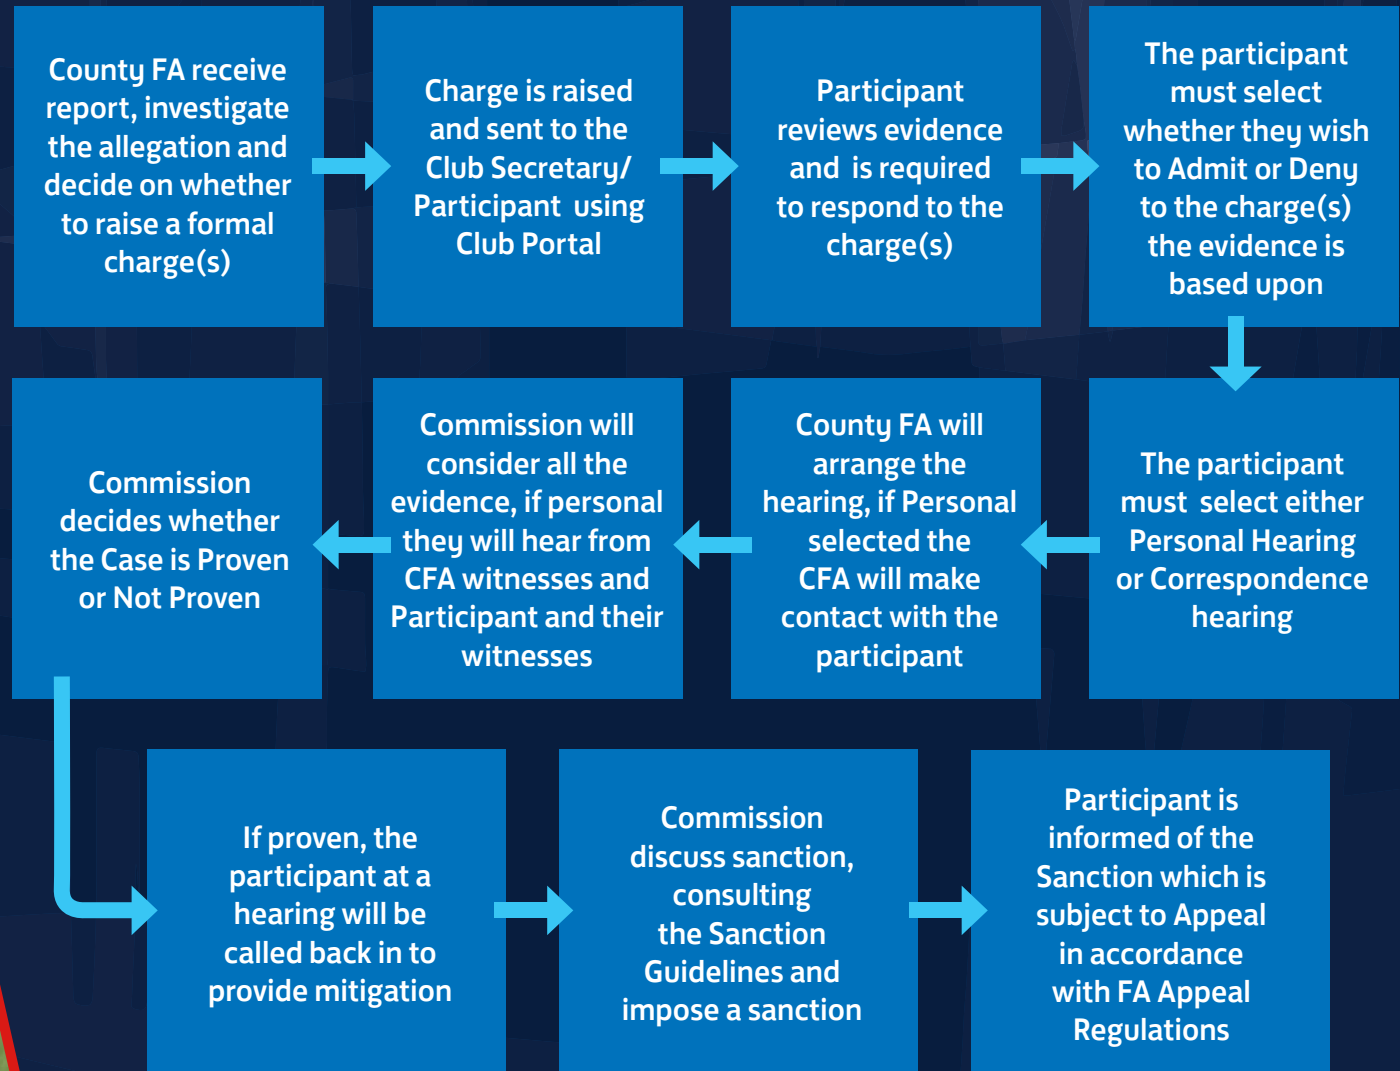 County FA receive
report, investigate
the allegation and
decide on whether
to raise a formal
charge(s)
Charge is raised
and sent to the
Club Secretary/
Participant using
Club Portal
Participant
reviews evidence
and is required
to respond to the
charge(s)
The participant
must select
whether they wish
to Admit or Deny
to the charge(s)
the evidence is
based upon
The participant
must select either
Personal Hearing
or Correspondence
hearing
County FA will
arrange the
hearing, if Personal
selected the
CFA will make
contact with the
participant
Commission will
consider all the
evidence, if personal
they will hear from
CFA witnesses and
Participant and their
witnesses
Commission
decides whether
the Case is Proven
or Not Proven
If proven, the
participant at a
hearing will be
called back in to
provide mitigation
Commission
discuss sanction,
consulting
the Sanction
Guidelines and
impose a sanction
Participant is
informed of the
Sanction which is
subject to Appeal
in accordance
with FA Appeal
Regulations